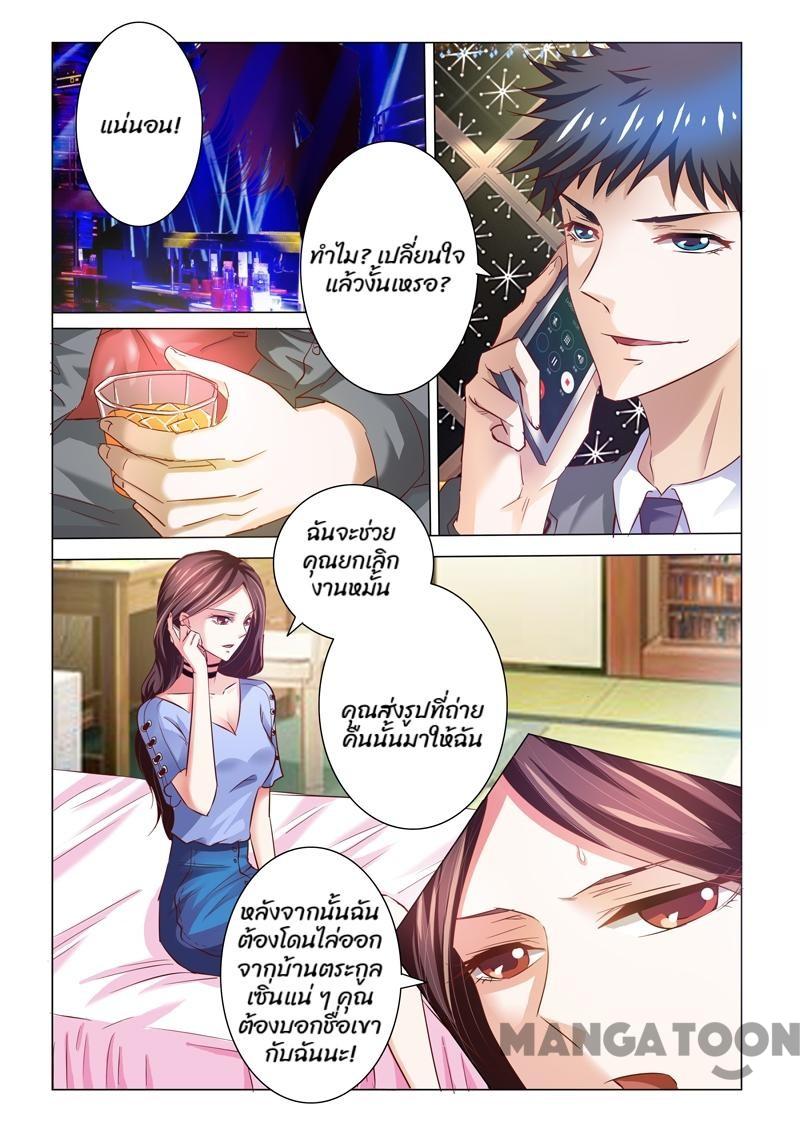 แน่นอน!
ทำไม? เปลี่ยนใจ
แล้วงั้นเหรอ?
ฉันจะช่วย
คุณยกเลิก
งานหมั้น
คุณส่งรูปที่ถ่าย
คืนนั้นมาให้ฉัน
หลังจากนั้นฉัน
ต้องโดนไล่ออก
จากบ้านตระกูล
เซิ่นแน่ ๆ คุณ
ต้องบอกชื่อเขา
กับฉันนะ!
MANGATOON